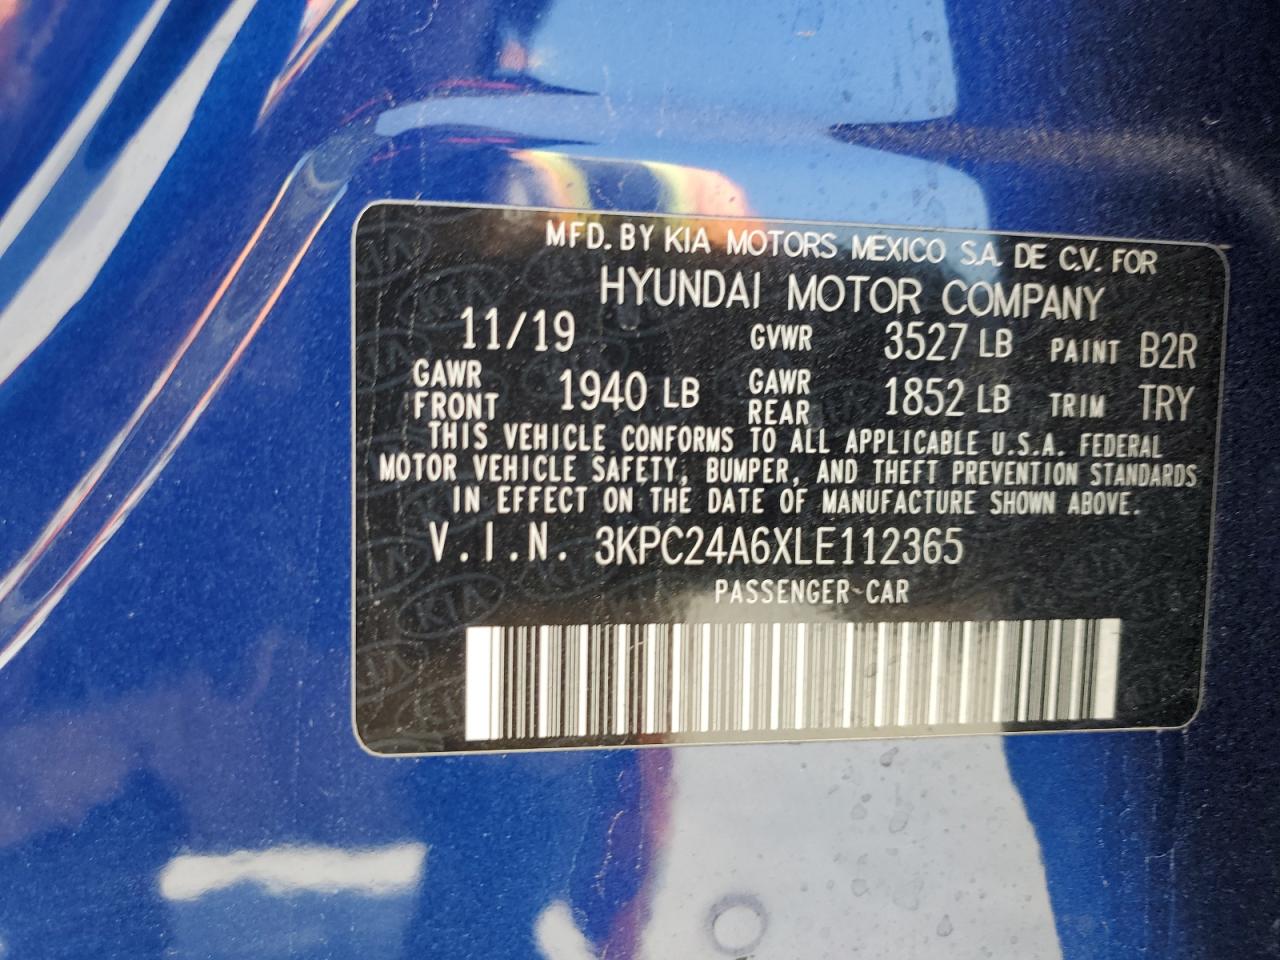 MFD. BY KIA MOTORS MEXICO S.A. DE C.V. FOR
HYUNDAI MOTOR COMPANY
11/19 GVWR 3527 LB PAINT B2R
GAWR FRONT 1940 LB GAWR REAR 1852 LB TRIM TRY
THIS VEHICLE CONFORMS TO ALL APPLICABLE U.S.A. FEDERAL
MOTOR VEHICLE SAFETY, BUMPER, AND THEFT PREVENTION STANDARDS
IN EFFECT ON THE DATE OF MANUFACTURE SHOWN ABOVE.
V.I.N. 3KPC24A6XLE112365
PASSENGER CAR